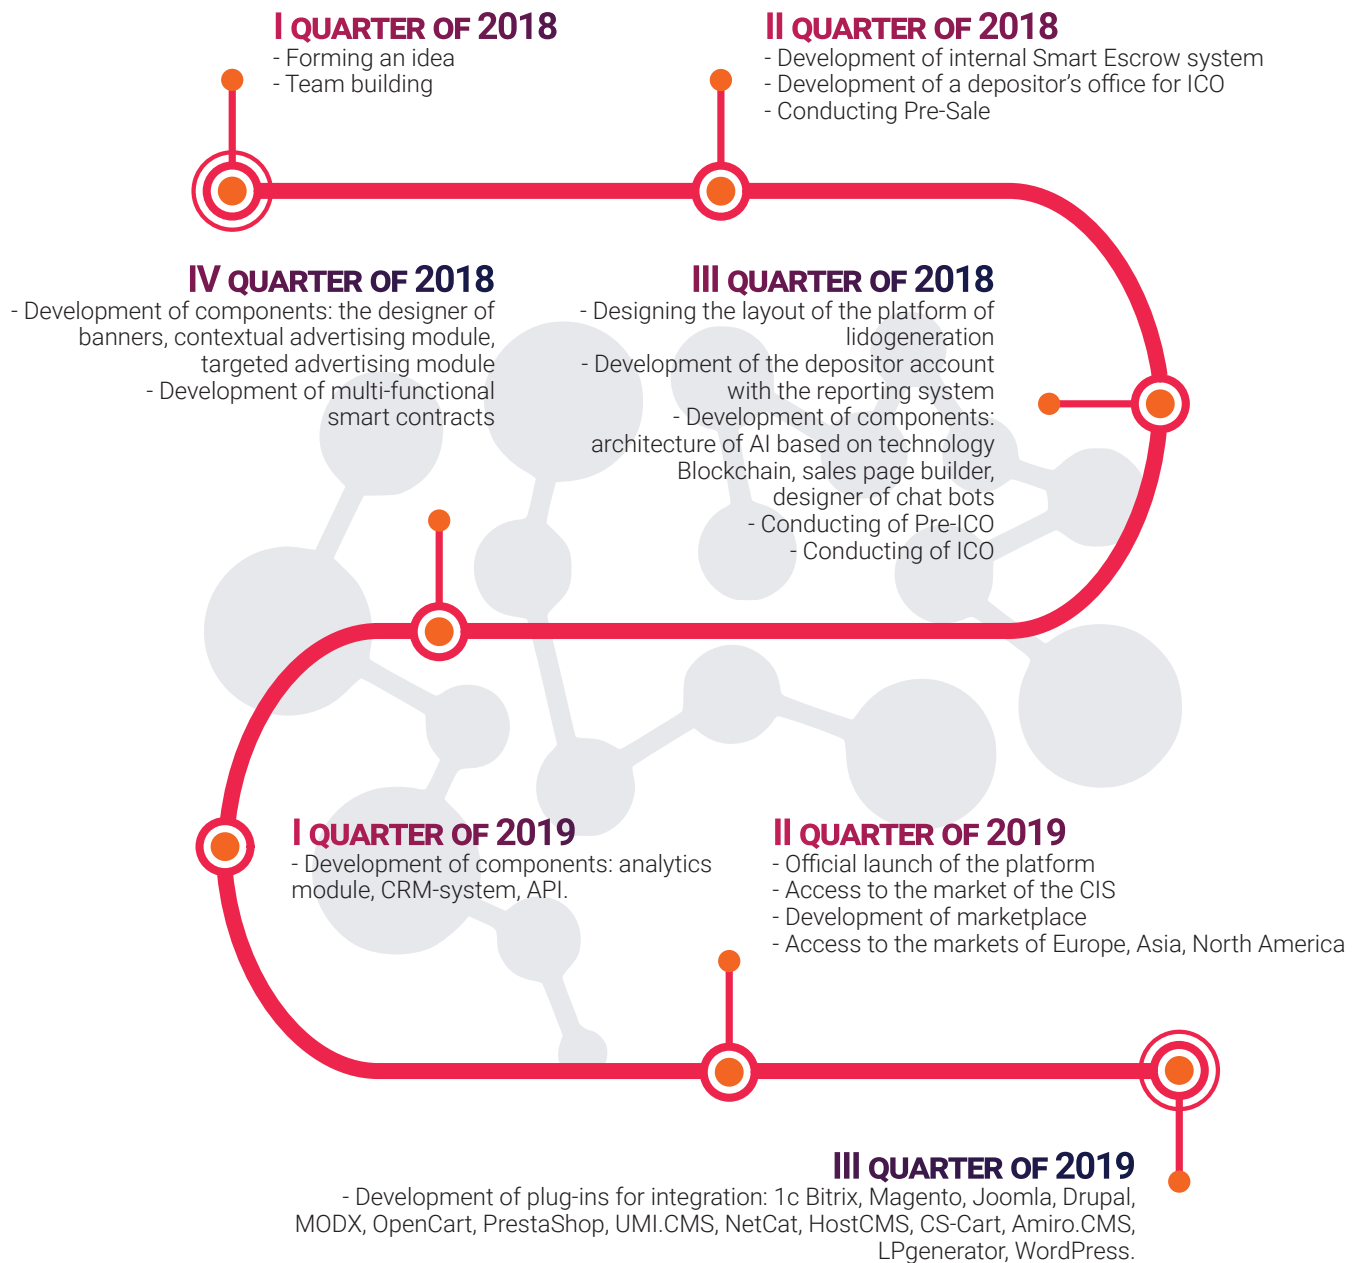 I QUARTER OF 2018
- Forming an idea
- Team building
II QUARTER OF 2018
- Development of internal Smart Escrow system
- Development of a depositor's office for ICO
- Conducting Pre-Sale
III QUARTER OF 2018
- Designing the layout of the platform of
lidogeneration
- Development of the depositor account
with the reporting system
- Development of components:
architecture of AI based on technology
Blockchain, sales page builder,
designer of chat bots
- Conducting of Pre-ICO
- Conducting of ICO
IV QUARTER OF 2018
- Development of components: the designer of
banners, contextual advertising module,
targeted advertising module
- Development of multi-functional
smart contracts
I QUARTER OF 2019
- Development of components: analytics
module, CRM-system, API.
II QUARTER OF 2019
- Official launch of the platform
- Access to the market of the CIS
- Development of marketplace
- Access to the markets of Europe, Asia, North America
III QUARTER OF 2019
- Development of plug-ins for integration: 1c Bitrix, Magento, Joomla, Drupal,
MODX, OpenCart, PrestaShop, UMI.CMS, NetCat, HostCMS, CS-Cart, Amiro.CMS,
LPgenerator, WordPress.